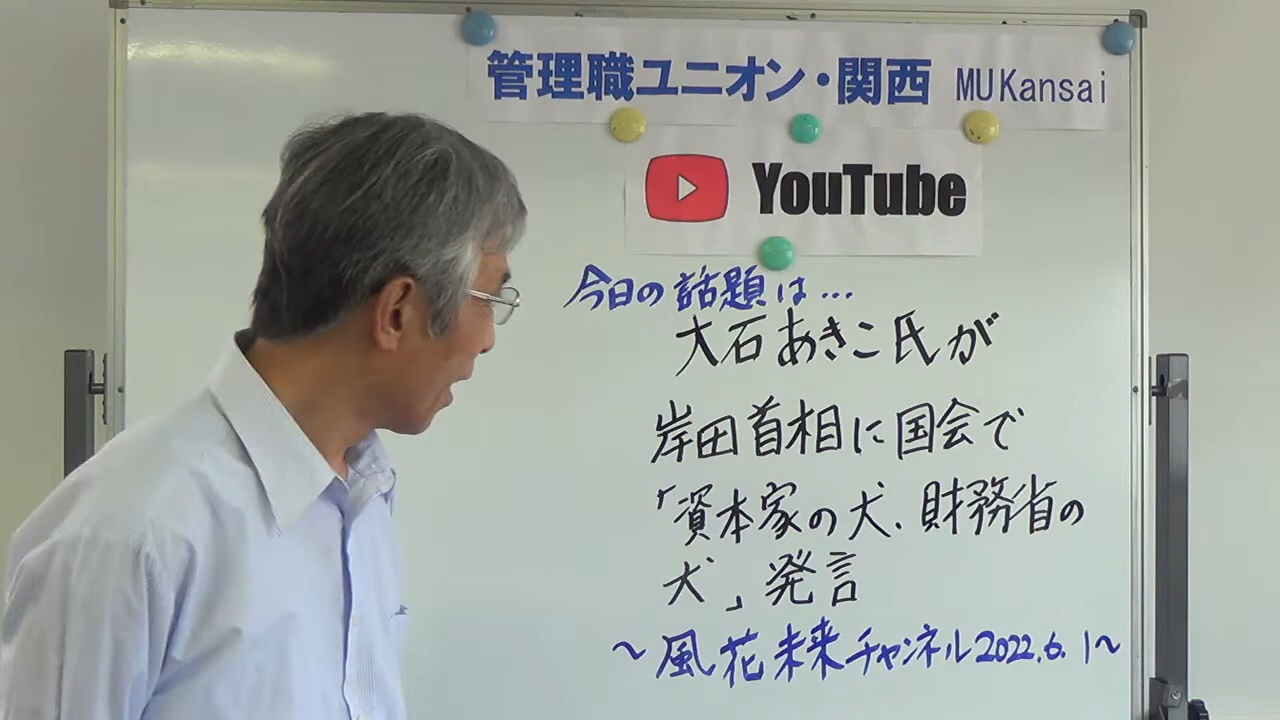 管理職ユニオン・関西 MUKansai
YouTube
今日の話題は…
大石あきこ氏が
岸田首相に国会で
「資本家の犬、財務省の
犬」発言
～風花未来チャンネル2022.6.1～